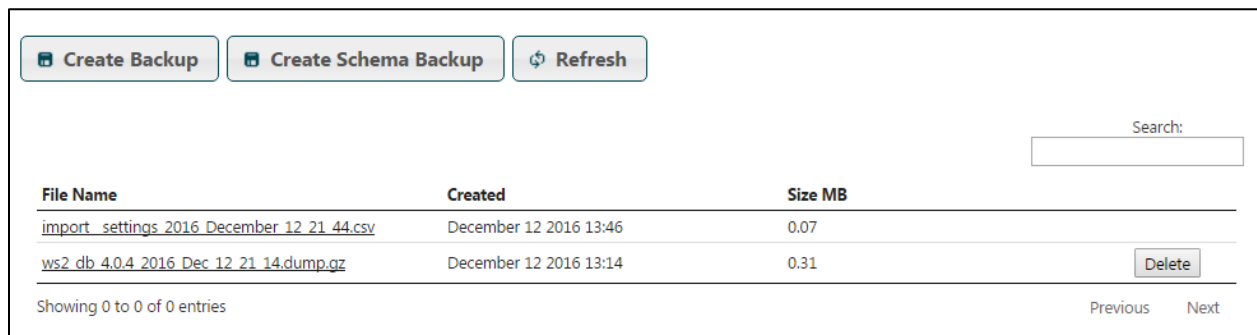 Create Backup Create Schema Backup Refresh
Search:
File Name Created Size MB
import_settings_2016_December_12_21_44.csv December 12 2016 13:46 0.07
ws2_db_4.0.4_2016_Dec_12_21_14.dump.gz December 12 2016 13:14 0.31 Delete
Showing 0 to 0 of 0 entries Previous Next